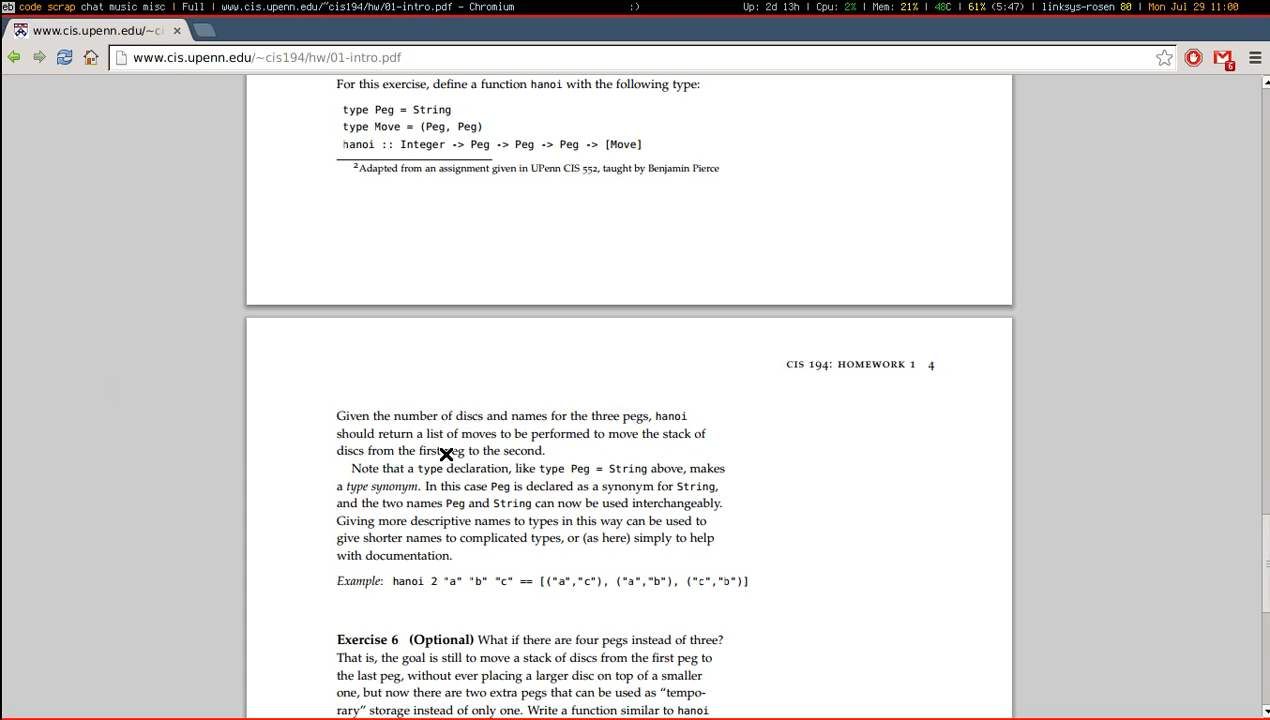 eb code scrap chat music misc | Full | www.cis.upenn.edu/~cis194/hw/01-intro.pdf - Chromium :) Up: 2d 13h | Cpu: 2% | Mem: 21% | 48C | 61% (5:47) | linksys-rosen 80 | Mon Jul 29 11:00
www.cis.upenn.edu/~ci
www.cis.upenn.edu/~cis194/hw/01-intro.pdf
6
For this exercise, define a function hanoi with the following type:
type Peg = String
type Move = (Peg, Peg)
hanoi :: Integer -> Peg -> Peg -> Peg -> [Move]
2 Adapted from an assignment given in UPenn CIS 552, taught by Benjamin Pierce
CIS 194: HOMEWORK 1 4
Given the number of discs and names for the three pegs, hanoi
should return a list of moves to be performed to move the stack of
discs from the first peg to the second.
Note that a type declaration, like type Peg = String above, makes
a type synonym. In this case Peg is declared as a synonym for String,
and the two names Peg and String can now be used interchangeably.
Giving more descriptive names to types in this way can be used to
give shorter names to complicated types, or (as here) simply to help
with documentation.
Example: hanoi 2 "a" "b" "c" == [("a","c"), ("a","b"), ("c","b")]
Exercise 6 (Optional) What if there are four pegs instead of three?
That is, the goal is still to move a stack of discs from the first peg to
the last peg, without ever placing a larger disc on top of a smaller
one, but now there are two extra pegs that can be used as “tempo-
rary” storage instead of only one. Write a function similar to hanoi